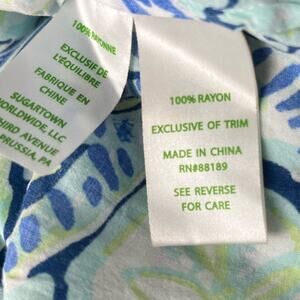 100% RAYONNE
EXCLUSIF DE
L'ÉQUILIBRE
FABRIQUE EN
CHINE
SUGARTOWN
WORLDWIDE, LLC
THIRD AVENUE
PRUSSIA, PA
100% RAYON
EXCLUSIVE OF TRIM
MADE IN CHINA
RN#88189
SEE REVERSE
FOR CARE